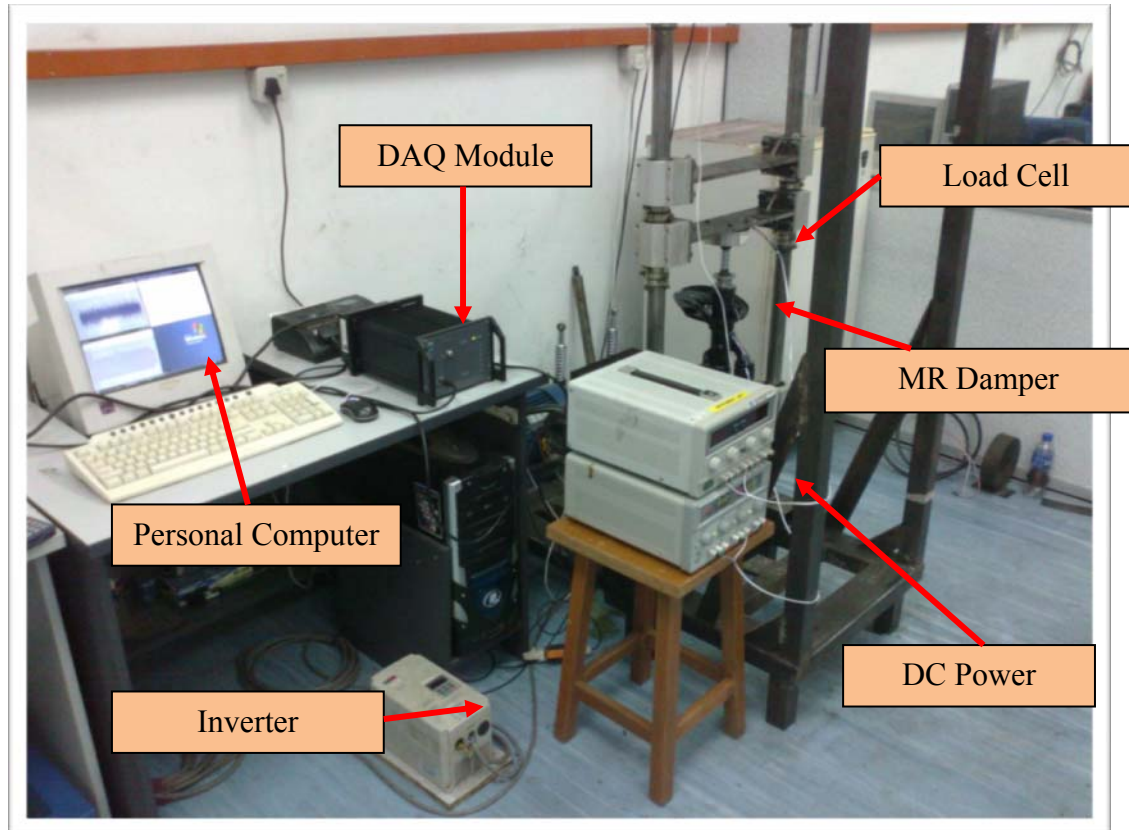 DAQ Module
Load Cell
MR Damper
Personal Computer
DC Power
Inverter